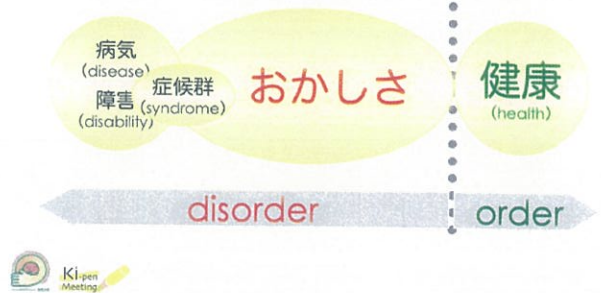 病気
(disease)
障害
(disability)
症候群
(syndrome)
おかしさ
健康
(health)
disorder
order
Ki-pen
Meeting